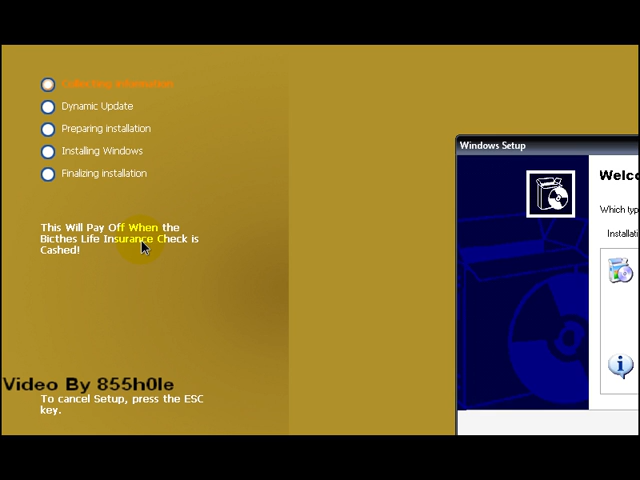 Collecting Information
Dynamic Update
Preparing installation
Installing Windows
Finalizing installation
This Will Pay Off When the
Bicthes Life Insurance Check is
Cashed!
Video By 855h0le
To cancel Setup, press the ESC
key.
Windows Setup
Welco
Which typ
Installati